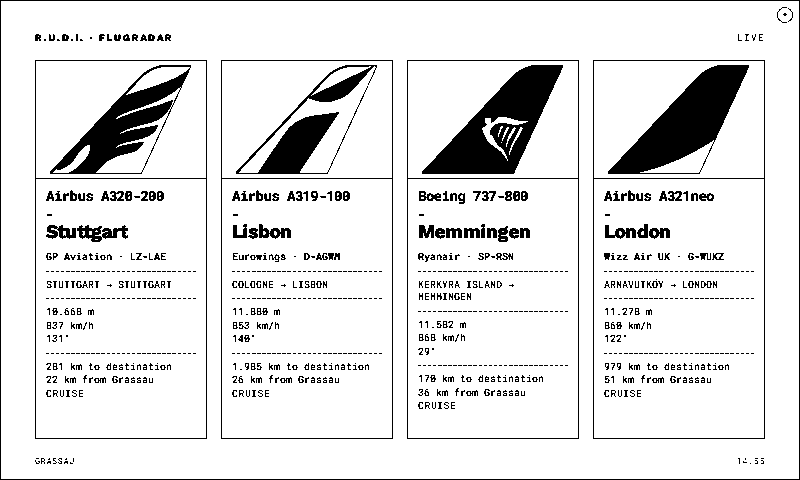 R.U.D.I. · FLUGRADAR
LIVE
Airbus A320-200
-
Stuttgart
GP Aviation · LZ-LAE
STUTTGART → STUTTGART
10.668 m
837 km/h
131°
281 km to destination
22 km from Grassau
CRUISE
Airbus A319-100
-
Lisbon
Eurowings · D-AGWM
COLOGNE → LISBON
11.880 m
853 km/h
140°
1.985 km to destination
26 km from Grassau
CRUISE
Boeing 737-800
-
Memmingen
Ryanair · SP-RSN
KERKYRA ISLAND →
MEMMINGEN
11.582 m
868 km/h
29°
170 km to destination
36 km from Grassau
CRUISE
Airbus A321neo
-
London
Wizz Air UK · G-WUKZ
ARNAVUTKÖY → LONDON
11.278 m
860 km/h
122°
979 km to destination
51 km from Grassau
CRUISE
GRASSAU